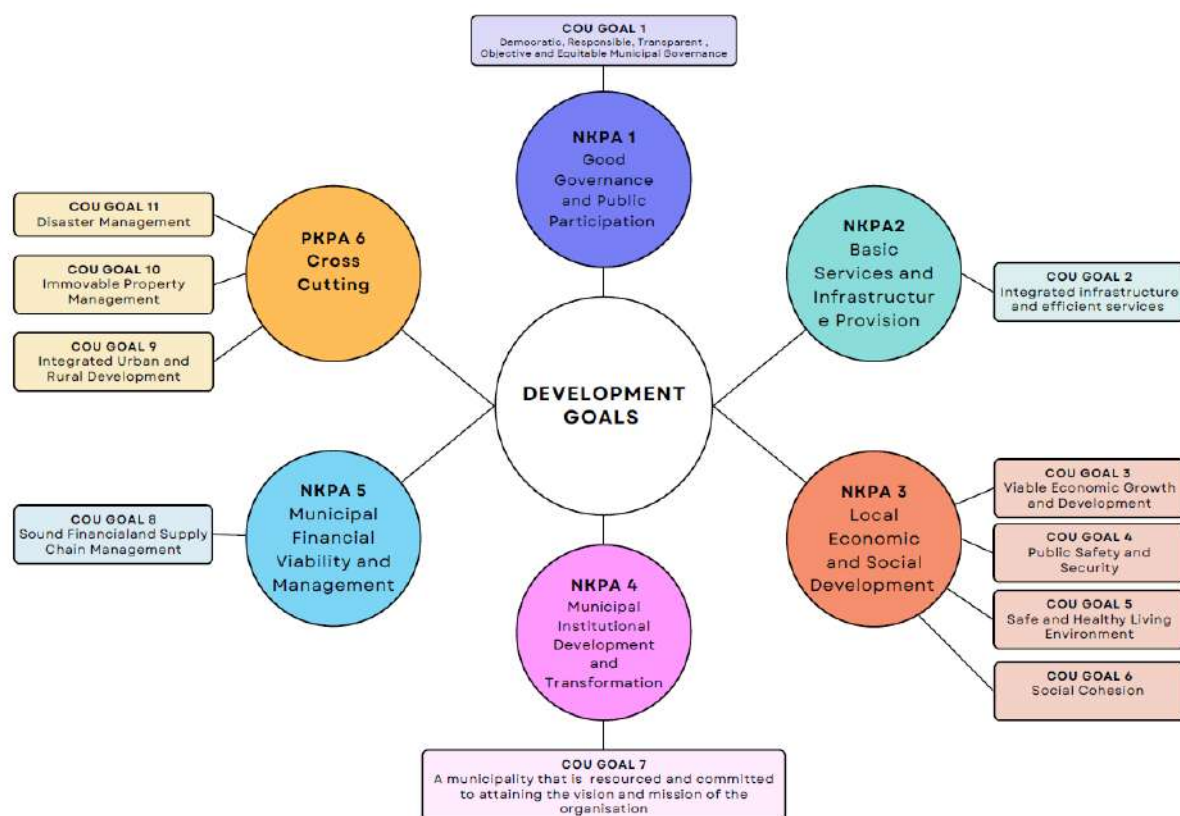 COU GOAL 1
Democratic, Responsible, Transparent ,
Objective and Equitable Municipal Governance
NKPA 1
Good
Governance
and Public
Participation
NKPA2
Basic
Services and
Infrastructur
e Provision
COU GOAL 2
Integrated infrastructure
and efficient services
NKPA 3
Local
Economic
and Social
Development
COU GOAL 3
Viable Economic Growth
and Development
COU GOAL 4
Public Safety and
Security
COU GOAL 5
Safe and Healthy Living
Environment
COU GOAL 6
Social Cohesion
NKPA 4
Municipal
Institutional
Development
and
Transformation
COU GOAL 7
A municipality that is resourced and committed
to attaining the vision and mission of the
organisation
NKPA 5
Municipal
Financial
Viability and
Management
COU GOAL 8
Sound Financialand Supply
Chain Management
PKPA 6
Cross
Cutting
COU GOAL 11
Disaster Management
COU GOAL 10
Immovable Property
Management
COU GOAL 9
Integrated Urban and
Rural Development
DEVELOPMENT
GOALS